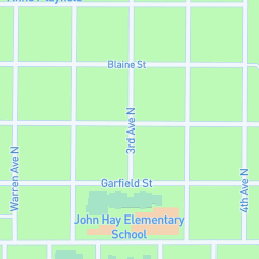 Blaine St
3rd Ave N
Warren Ave N
4th Ave N
Garfield St
John Hay Elementary
School